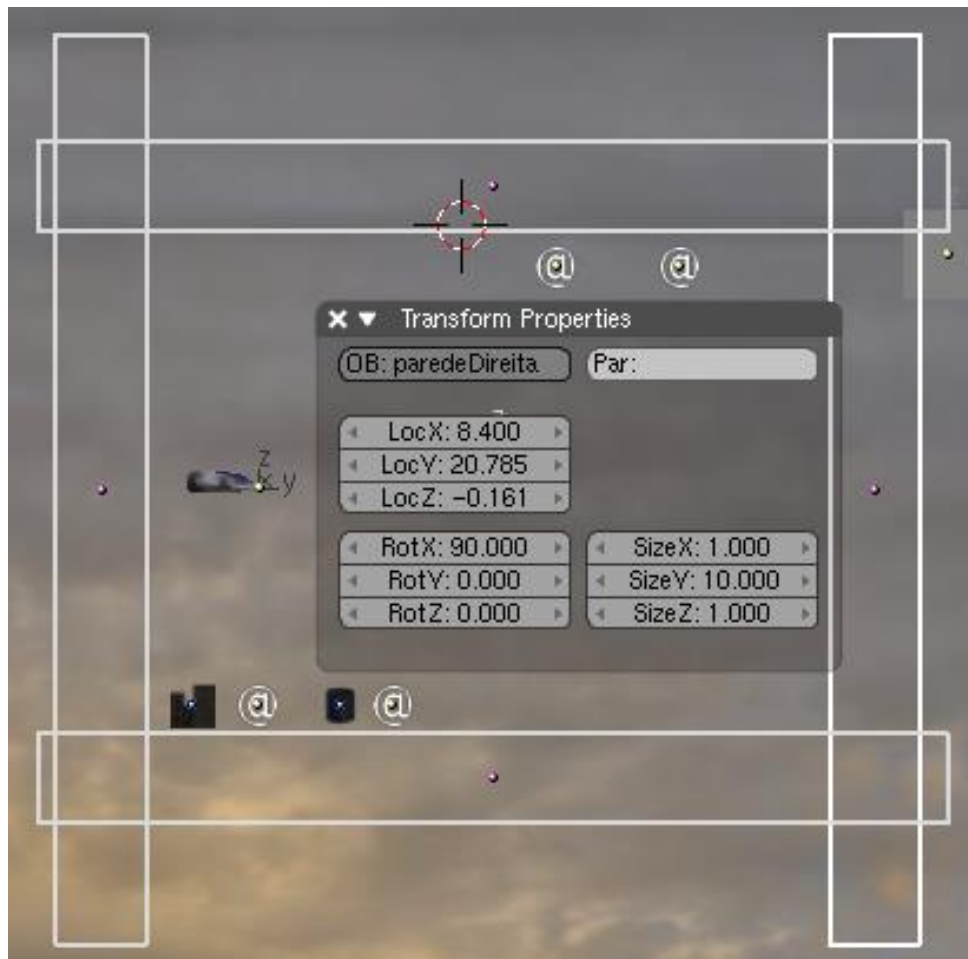 @ @
Transform Properties
OB: paredeDireita
Par:
LocX: 8.400
LocY: 20.785
LocZ: -0.161
z
x y
RotX: 90.000
SizeX: 1.000
RotY: 0.000
SizeY: 10.000
RotZ: 0.000
SizeZ: 1.000
@ @